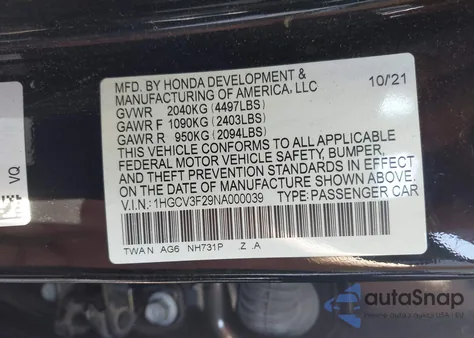 MFD. BY HONDA DEVELOPMENT &
MANUFACTURING OF AMERICA, LLC 10/'21
GVWR 2040KG (4497LBS)
GAWR F 1090KG (2403LBS)
GAWR R 950KG (2094LBS)
THIS VEHICLE CONFORMS TO ALL APPLICABLE
FEDERAL MOTOR VEHICLE SAFETY, BUMPER,
AND THEFT PREVENTION STANDARDS IN EFFECT
ON THE DATE OF MANUFACTURE SHOWN ABOVE.
V.I.N.: 1HGCV3F29NA000039 TYPE: PASSENGER CAR
TWA N AG6 NH731P .Z .A
VQ
autoSnap